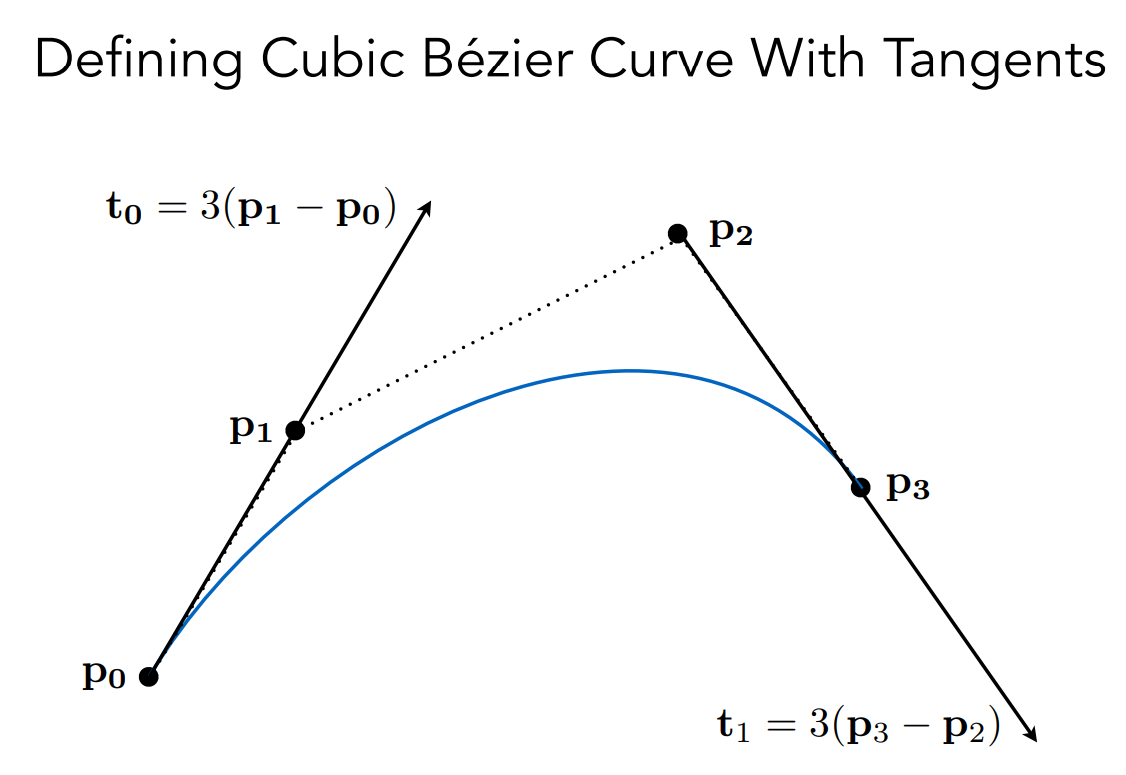 Defining Cubic Bézier Curve With Tangents
t₀ = 3(p₁ − p₀)
p₂
p₁
p₃
p₀
t₁ = 3(p₃ − p₂)